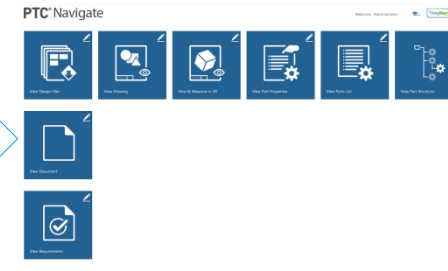 PTC® Navigate
Welcome Administrator
View Design Files
View Drawing
View & Measure in 3D
View Part Properties
View Parts List
View Part Structure
View Document
View Requirements